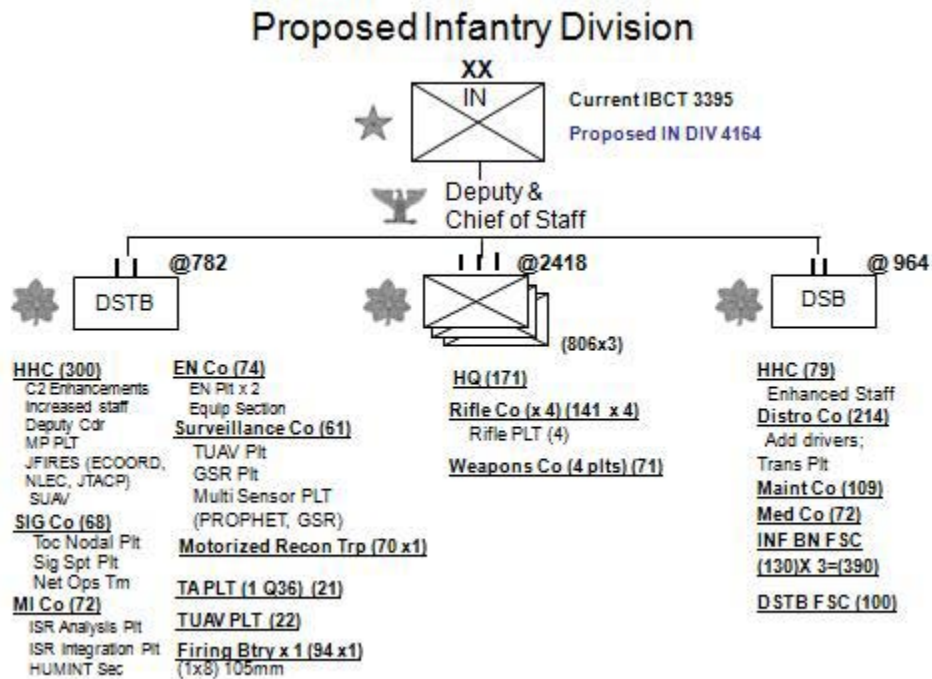 Proposed Infantry Division
XX
IN
Current IBCT 3395
Proposed IN DIV 4164
Deputy &
Chief of Staff
@782
DSTB
@2418
(806x3)
@ 964
DSB
HHC (300)
C2 Enhancements
Increased staff
Deputy Cdr
MP PLT
JFIRES (ECOORD,
NLEC, JTACP)
SUAV
SIG Co (68)
Toc Nodal Plt
Sig Spt Plt
Net Ops Tm
MI Co (72)
ISR Analysis Plt
ISR Integration Plt
HUMINT Sec
EN Co (74)
EN Plt x 2
Equip Section
Surveillance Co (61)
TUAV Plt
GSR Plt
Multi Sensor PLT
(PROPHET, GSR)
Motorized Recon Trp (70 x1)
TA PLT (1 Q36) (21)
TUAV PLT (22)
Firing Btry x 1 (94 x1)
(1x8) 105mm
HQ (171)
Rifle Co (x 4) (141 x 4)
Rifle PLT (4)
Weapons Co (4 plts) (71)
HHC (79)
Enhanced Staff
Distro Co (214)
Add drivers;
Trans Plt
Maint Co (109)
Med Co (72)
INF BN FSC
(130)X 3=(390)
DSTB FSC (100)